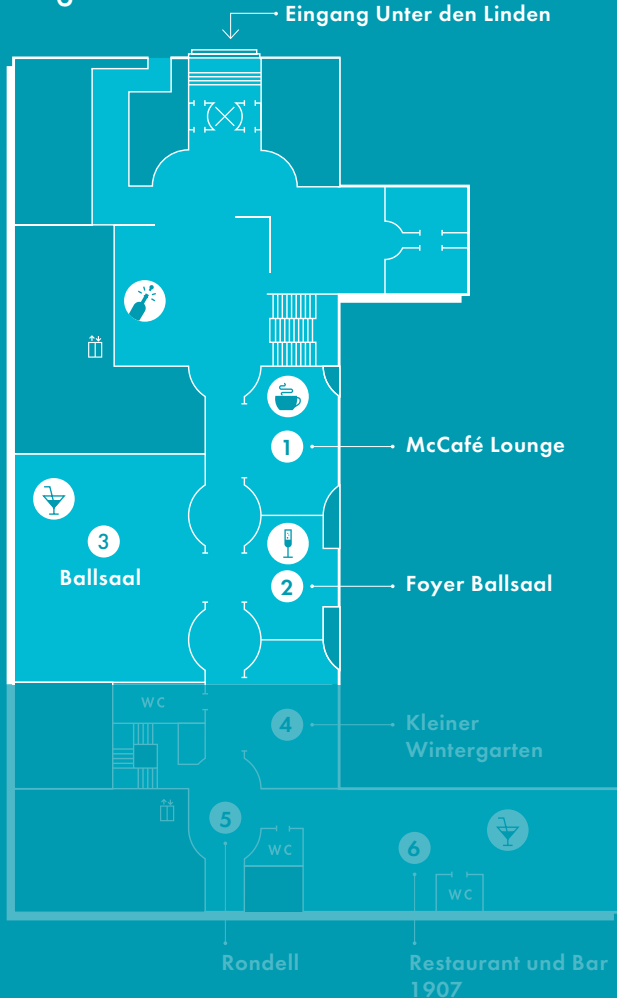 Eingang Unter den Linden
1
McCafé Lounge
3
Ballsaal
2
Foyer Ballsaal
WC
4
Kleiner
Wintergarten
5
WC
6
WC
Rondell
Restaurant und Bar
1907